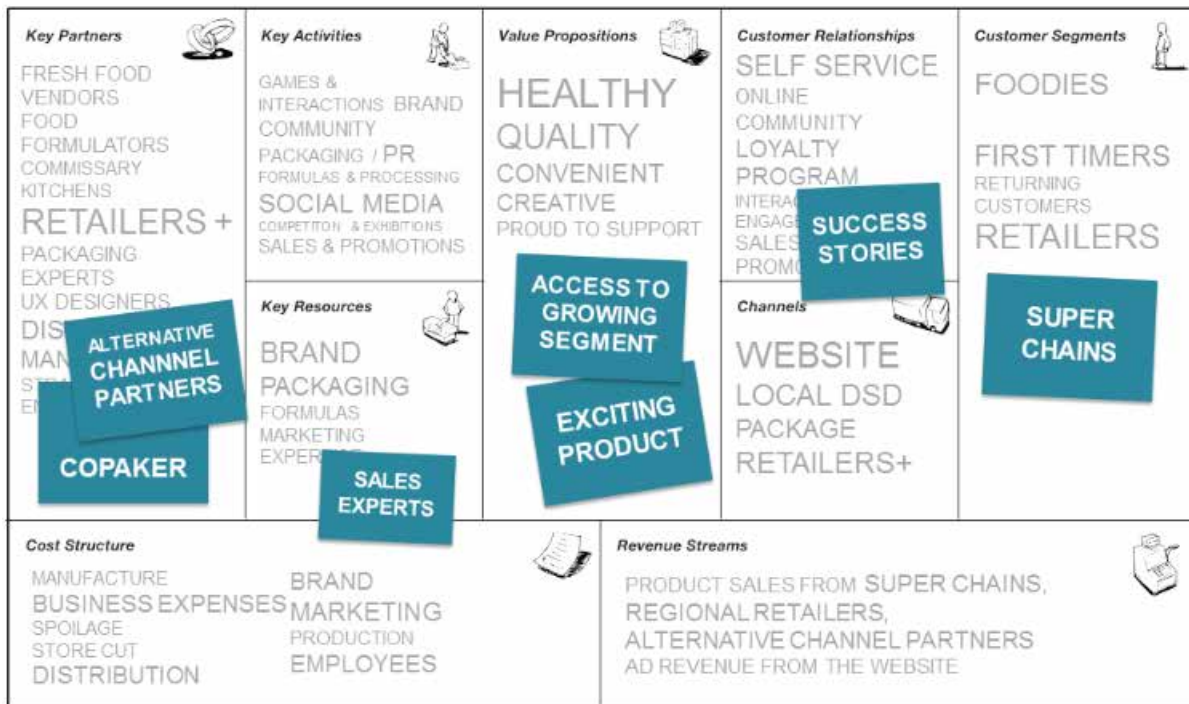 Key Partners
FRESH FOOD
VENDORS
FOOD
FORMULATORS
COMMISSARY
KITCHENS
RETAILERS +
PACKAGING
EXPERTS
UX DESIGNERS
ALTERNATIVE
CHANNNEL
PARTNERS
COPAKER
Key Activities
GAMES &
INTERACTIONS BRAND
COMMUNITY
PACKAGING / PR
FORMULAS & PROCESSING
SOCIAL MEDIA
COMPETITON & EXHIBITIONS
SALES & PROMOTIONS
Key Resources
BRAND
PACKAGING
FORMULAS
MARKETING
SALES
EXPERTS
Value Propositions
HEALTHY
QUALITY
CONVENIENT
CREATIVE
PROUD TO SUPPORT
ACCESS TO
GROWING
SEGMENT
EXCITING
PRODUCT
Customer Relationships
SELF SERVICE
ONLINE
COMMUNITY
LOYALTY
PROGRAM
SALES
SUCCESS
STORIES
Channels
WEBSITE
LOCAL DSD
PACKAGE
RETAILERS+
Customer Segments
FOODIES
FIRST TIMERS
RETURNING
CUSTOMERS
RETAILERS
SUPER
CHAINS
Cost Structure
MANUFACTURE
BUSINESS EXPENSES
SPOILAGE
STORE CUT
DISTRIBUTION
BRAND
MARKETING
PRODUCTION
EMPLOYEES
Revenue Streams
PRODUCT SALES FROM SUPER CHAINS,
REGIONAL RETAILERS,
ALTERNATIVE CHANNEL PARTNERS
AD REVENUE FROM THE WEBSITE